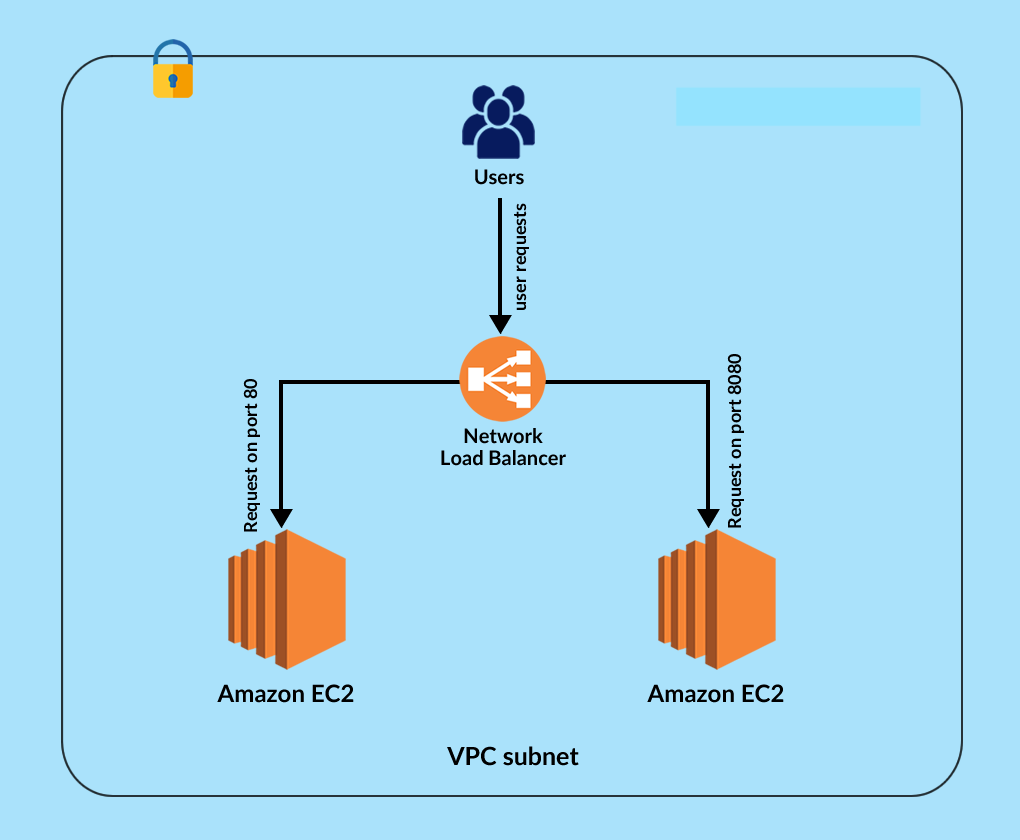 Users
user requests
Network
Load Balancer
Request on port 80
Request on port 8080
Amazon EC2
Amazon EC2
VPC subnet